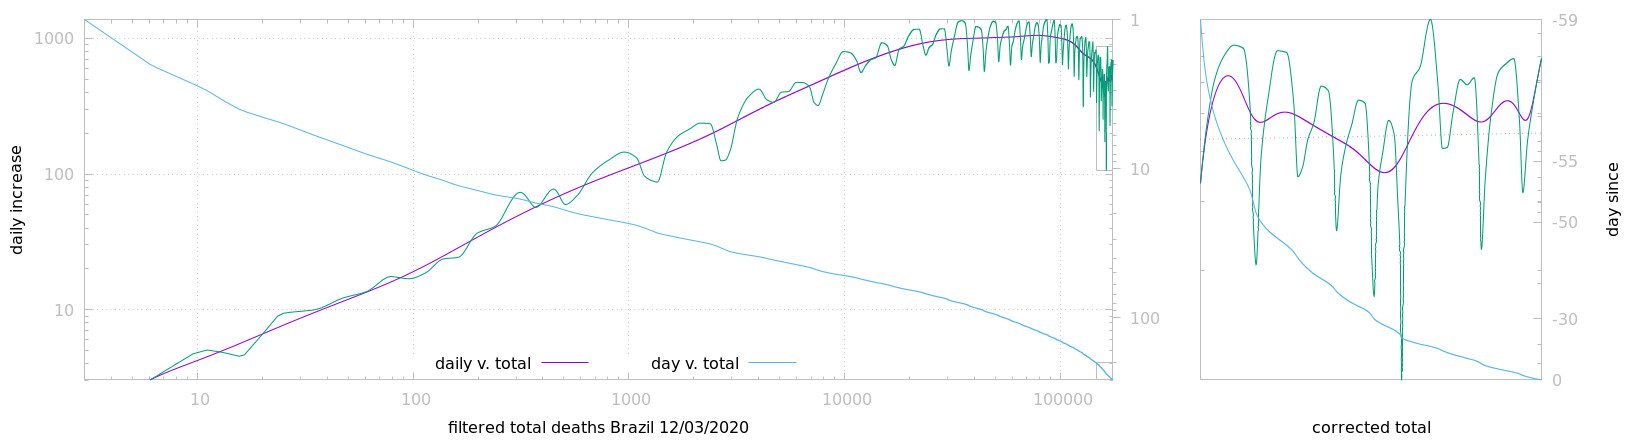 daily increase
1000
100
10
10
100
1000
10000
100000
1
10
100
daily v. total
day v. total
filtered total deaths Brazil 12/03/2020
-59
-55
-50
-30
0
day since
corrected total